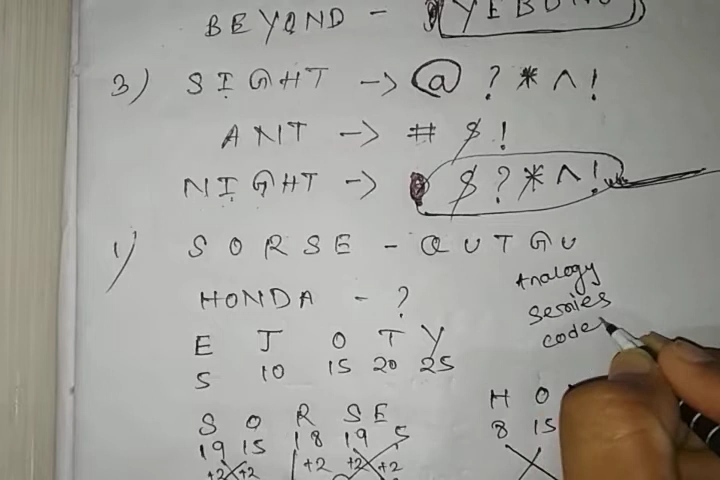 BEYOND - YEBDNO
3) SIGHT -> @ ? * ^ !
ANT -> # $ !
NIGHT -> $ ? * ^ !
1) SORSE - QUTGU
HONDA - ?
E J O T Y
5 10 15 20 25
Analogy
series
code
S O R S E
19 15 18 19 5
+2 +2 +2 +2 +2
H O
8 15